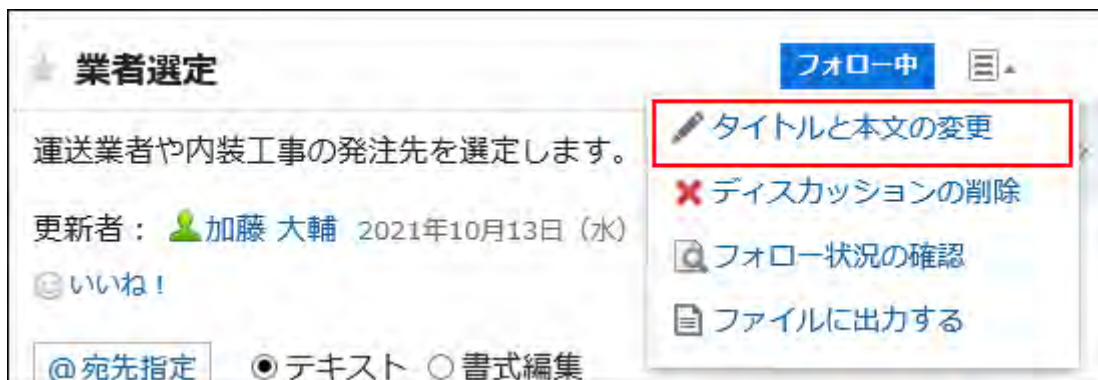 業者選定
フォロー中
運送業者や内装工事の発注先を選定します。
更新者： 加藤 大輔 2021年10月13日（水）
いいね！
@宛先指定 テキスト 書式編集
タイトルと本文の変更
ディスカッションの削除
フォロー状況の確認
ファイルに出力する